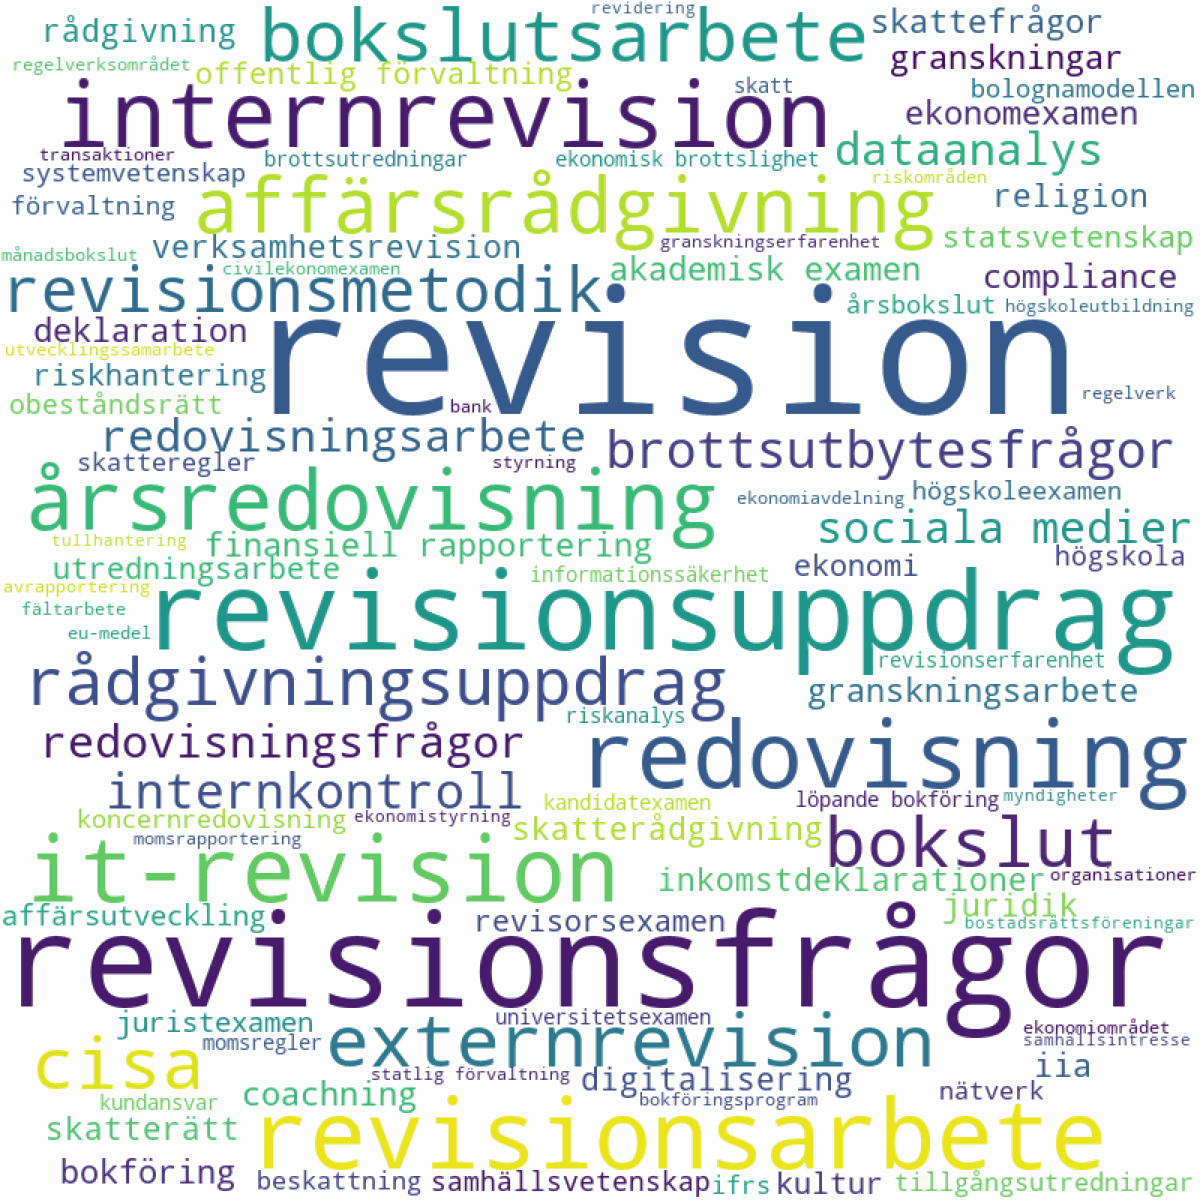 revidering
rådgivning
bokslutsarbete
skattefrågor
granskningar
regelverksområdet
offentlig förvaltning
skatt
bolognamodellen
internrevision
ekonomexamen
transaktioner
brottsutredningar
ekonomisk brottslighet
dataanalys
systemvetenskap
affärsrådgivning
riskområden
religion
förvaltning
verksamhetsrevision
granskningserfarenhet
statsvetenskap
månadsbokslut
civilekonomexamen
akademisk examen
compliance
revisionsmetodik
årsbokslut
högskoleutbildning
deklaration
revision
utvecklingssamarbete
riskhantering
obeståndsrätt
bank
regelverk
redovisningsarbete
brottsutbytesfrågor
skatteregler
styrning
årsredovisning
ekonomiavdelning
högskoleexamen
sociala medier
tullhantering
finansiell rapportering
högskola
utredningsarbete
informationssäkerhet
ekonomi
avrapportering
fältarbete
revisionsuppdrag
eu-medel
revisionserfarenhet
rådgivningsuppdrag
granskningsarbete
riskanalys
redovisningsfrågor
redovisning
internkontroll
kandidatexamen
löpande bokföring
myndigheter
koncernredovisning
ekonomistyrning
skatterådgivning
bokslut
momsrapportering
it-revision
inkomstdeklarationer
organisationer
juridik
affärsutveckling
revisorsexamen
bostadsrättsföreningar
revisionsfrågor
juristexamen
universitetsexamen
ekonomiområdet
samhällsintresse
momsregler
externrevision
cisa
iia
statlig förvaltning
digitalisering
nätverk
coachning
bokföringsprogram
kundansvar
skatterätt
revisionsarbete
bokföring
beskattning
samhällsvetenskap
ifrs
kultur
tillgångsutredningar